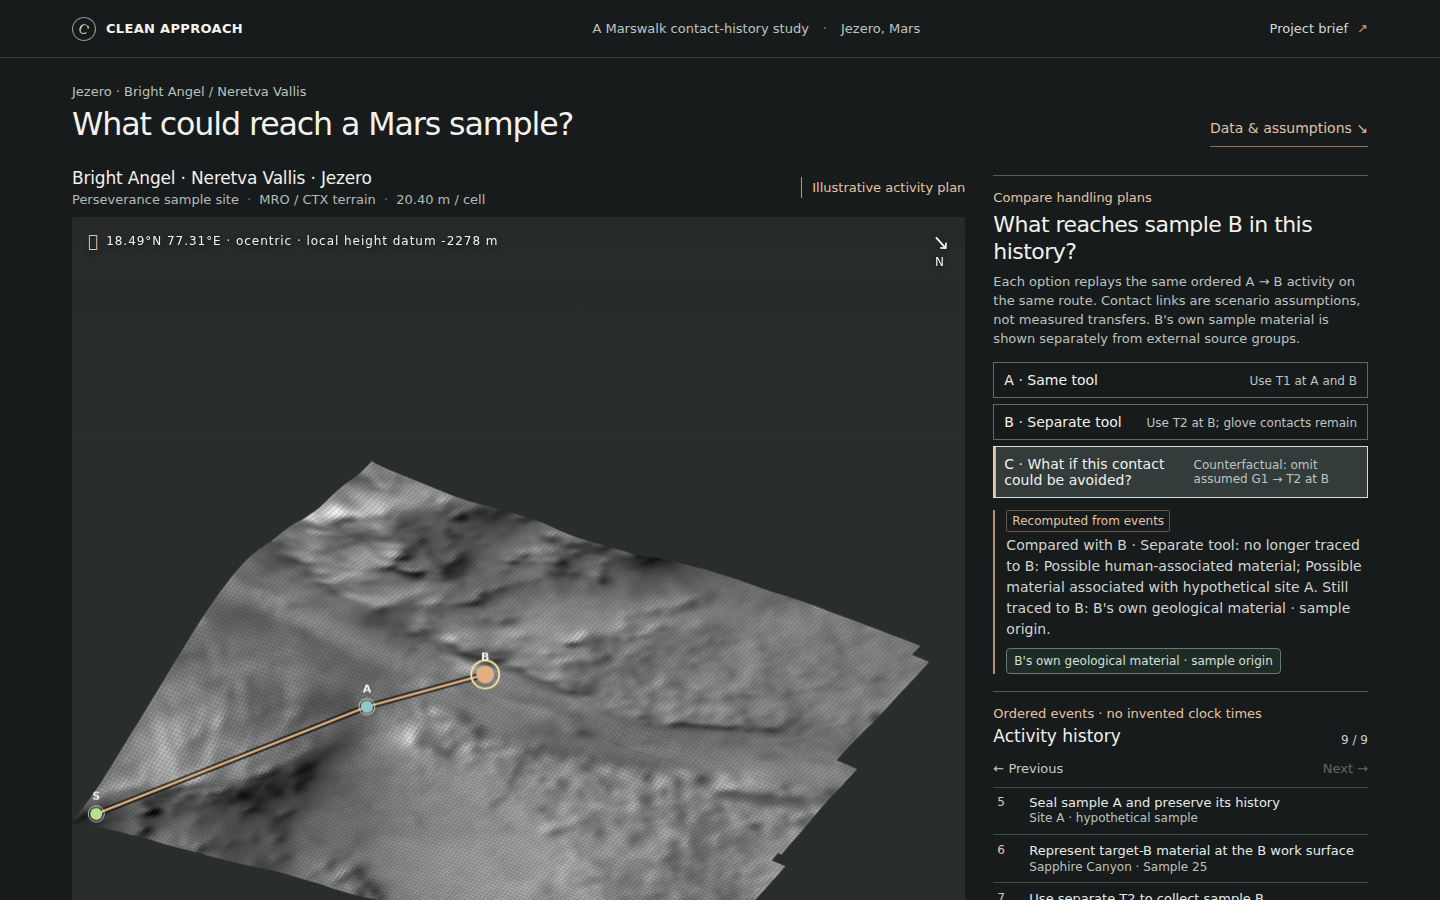 CLEAN APPROACH
A Marswalk contact-history study · Jezero, Mars
Project brief ↗
Jezero · Bright Angel / Neretva Vallis
What could reach a Mars sample?
Data & assumptions ↘
Bright Angel · Neretva Vallis · Jezero
Perseverance sample site · MRO / CTX terrain · 20.40 m / cell
Illustrative activity plan
18.49°N 77.31°E · ocentric · local height datum -2278 m
↘
N
B
A
S
Compare handling plans
What reaches sample B in this
history?
Each option replays the same ordered A → B activity on
the same route. Contact links are scenario assumptions,
not measured transfers. B's own sample material is
shown separately from external source groups.
A · Same tool
Use T1 at A and B
B · Separate tool
Use T2 at B; glove contacts remain
C · What if this contact
could be avoided?
Counterfactual: omit
assumed G1 → T2 at B
Recomputed from events
Compared with B · Separate tool: no longer traced
to B: Possible human-associated material; Possible
material associated with hypothetical site A. Still
traced to B: B's own geological material · sample
origin.
B's own geological material · sample origin
Ordered events · no invented clock times
Activity history
9 / 9
← Previous
Next →
5
Seal sample A and preserve its history
Site A · hypothetical sample
6
Represent target-B material at the B work surface
Sapphire Canyon · Sample 25
7
Use separate T2 to collect sample B